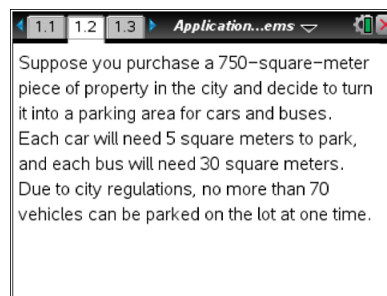 1.1 1.2 1.3 Application...ems
Suppose you purchase a 750-square-meter
piece of property in the city and decide to turn
it into a parking area for cars and buses.
Each car will need 5 square meters to park,
and each bus will need 30 square meters.
Due to city regulations, no more than 70
vehicles can be parked on the lot at one time.